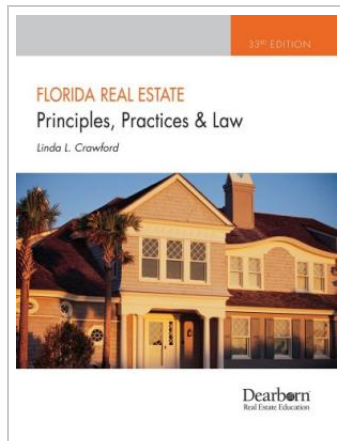 33RD EDITION
FLORIDA REAL ESTATE
Principles, Practices & Law
Linda L. Crawford
Dearborn
Real Estate Education